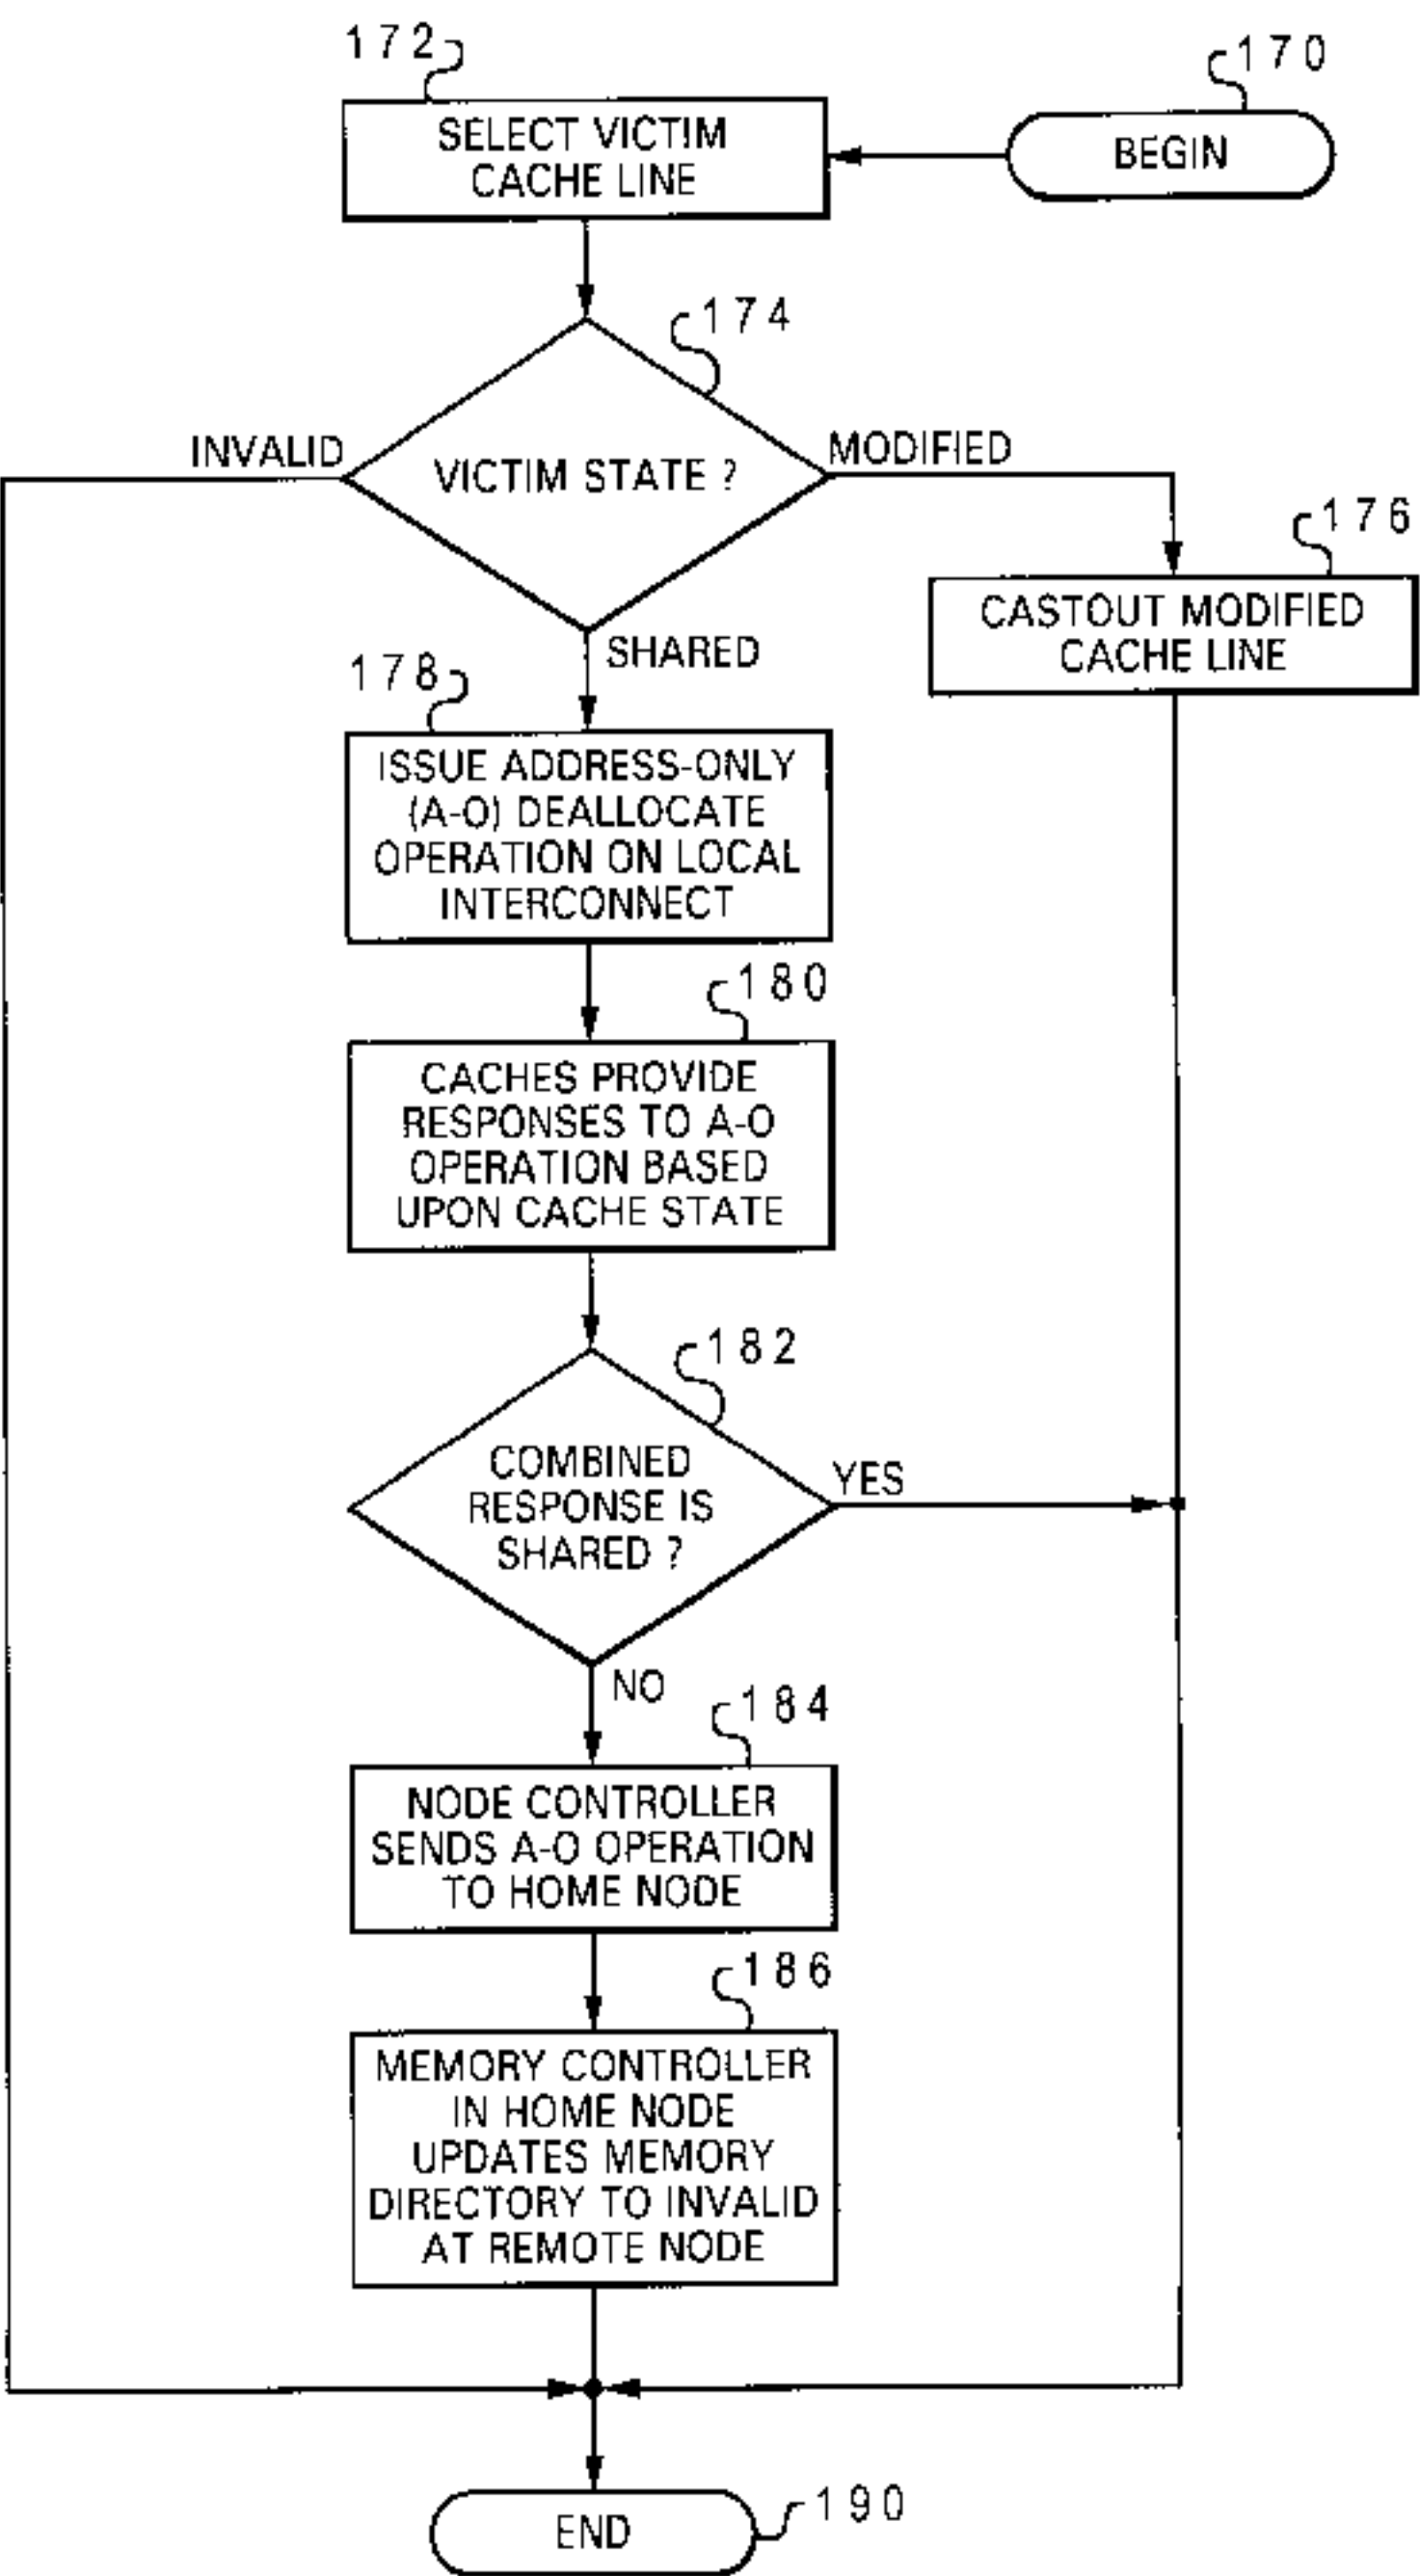 172
170
SELECT VICTIM
CACHE LINE
BEGIN
174
INVALID
VICTIM STATE ?
MODIFIED
176
CASTOUT MODIFIED
CACHE LINE
SHARED
178
ISSUE ADDRESS-ONLY
(A-O) DEALLOCATE
OPERATION ON LOCAL
INTERCONNECT
180
CACHES PROVIDE
RESPONSES TO A-O
OPERATION BASED
UPON CACHE STATE
182
COMBINED
RESPONSE IS
SHARED ?
YES
NO
184
NODE CONTROLLER
SENDS A-O OPERATION
TO HOME NODE
186
MEMORY CONTROLLER
IN HOME NODE
UPDATES MEMORY
DIRECTORY TO INVALID
AT REMOTE NODE
END
190